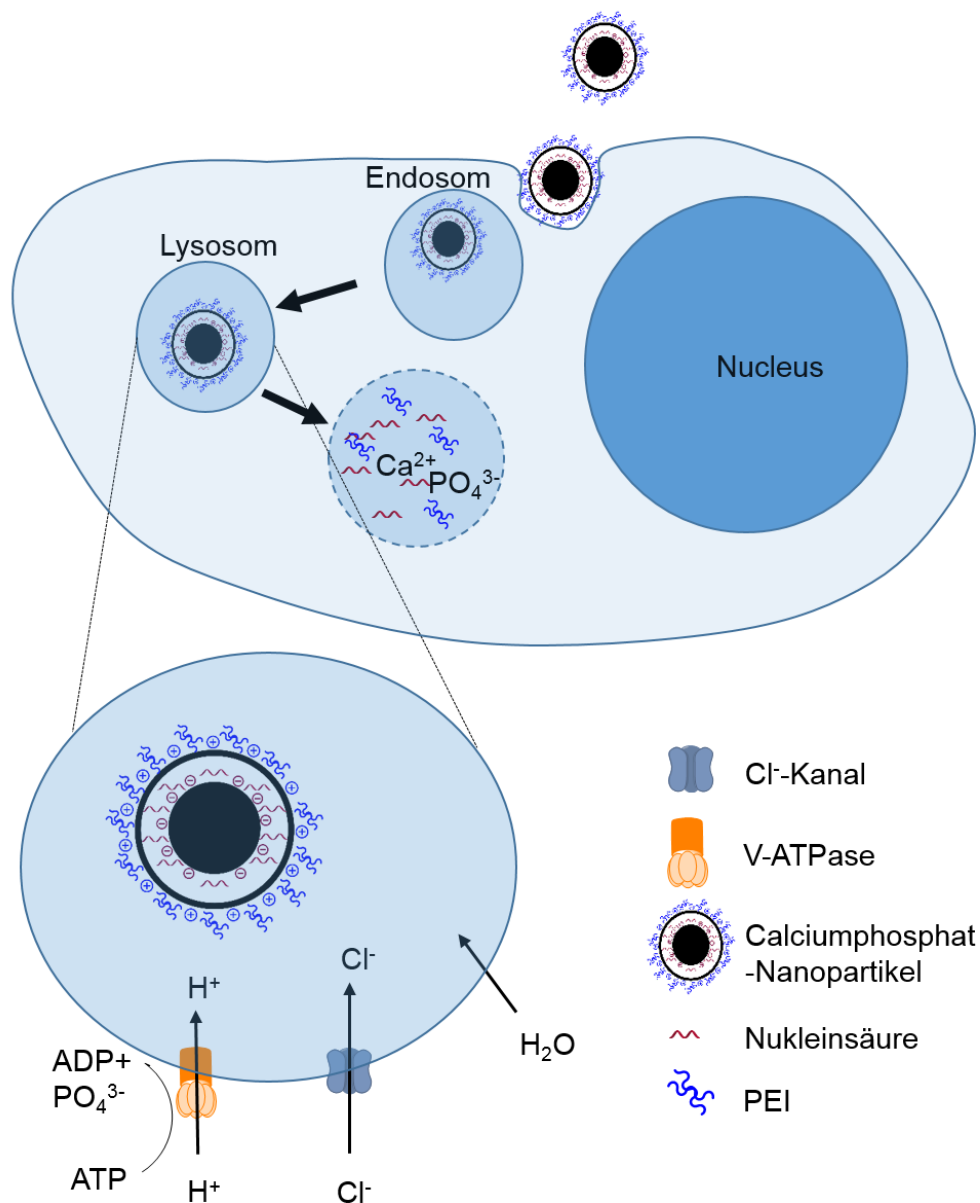 Endosom
Lysosom
Nucleus
Ca²⁺
PO₄³⁻
Cl⁻-Kanal
V-ATPase
Calciumphosphat
-Nanopartikel
Nukleinsäure
PEI
Cl⁻
H⁺
H₂O
ADP+
PO₄³⁻
ATP
H⁺
Cl⁻